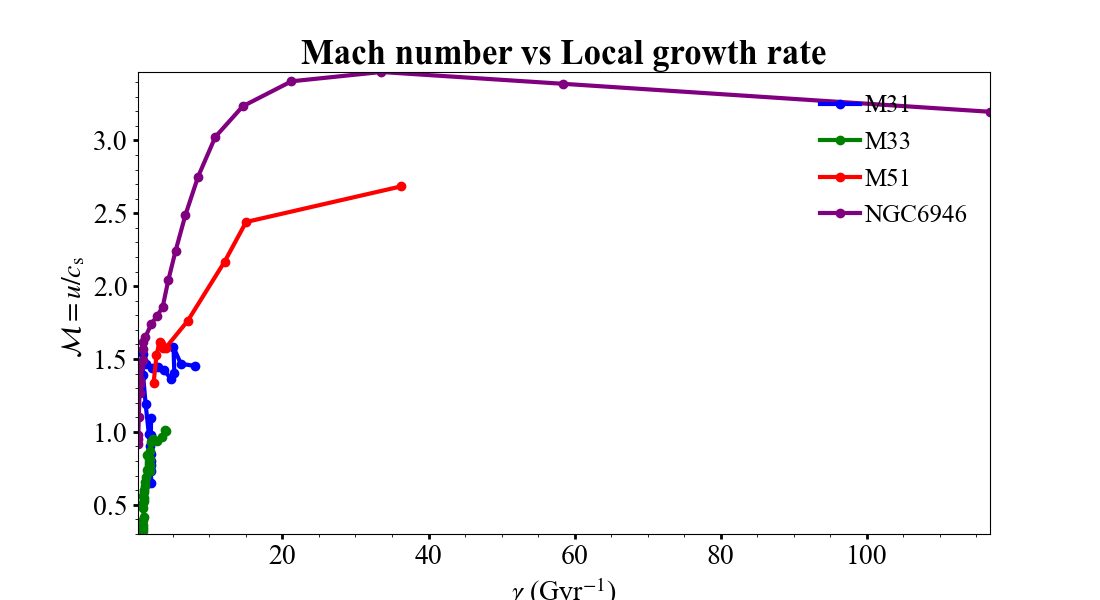 Mach number vs Local growth rate
3.0
2.5
2.0
1.5
1.0
0.5
ℳ = u/cₛ
M31
M33
M51
NGC6946
20
40
60
80
100
γ (Gyr⁻¹)